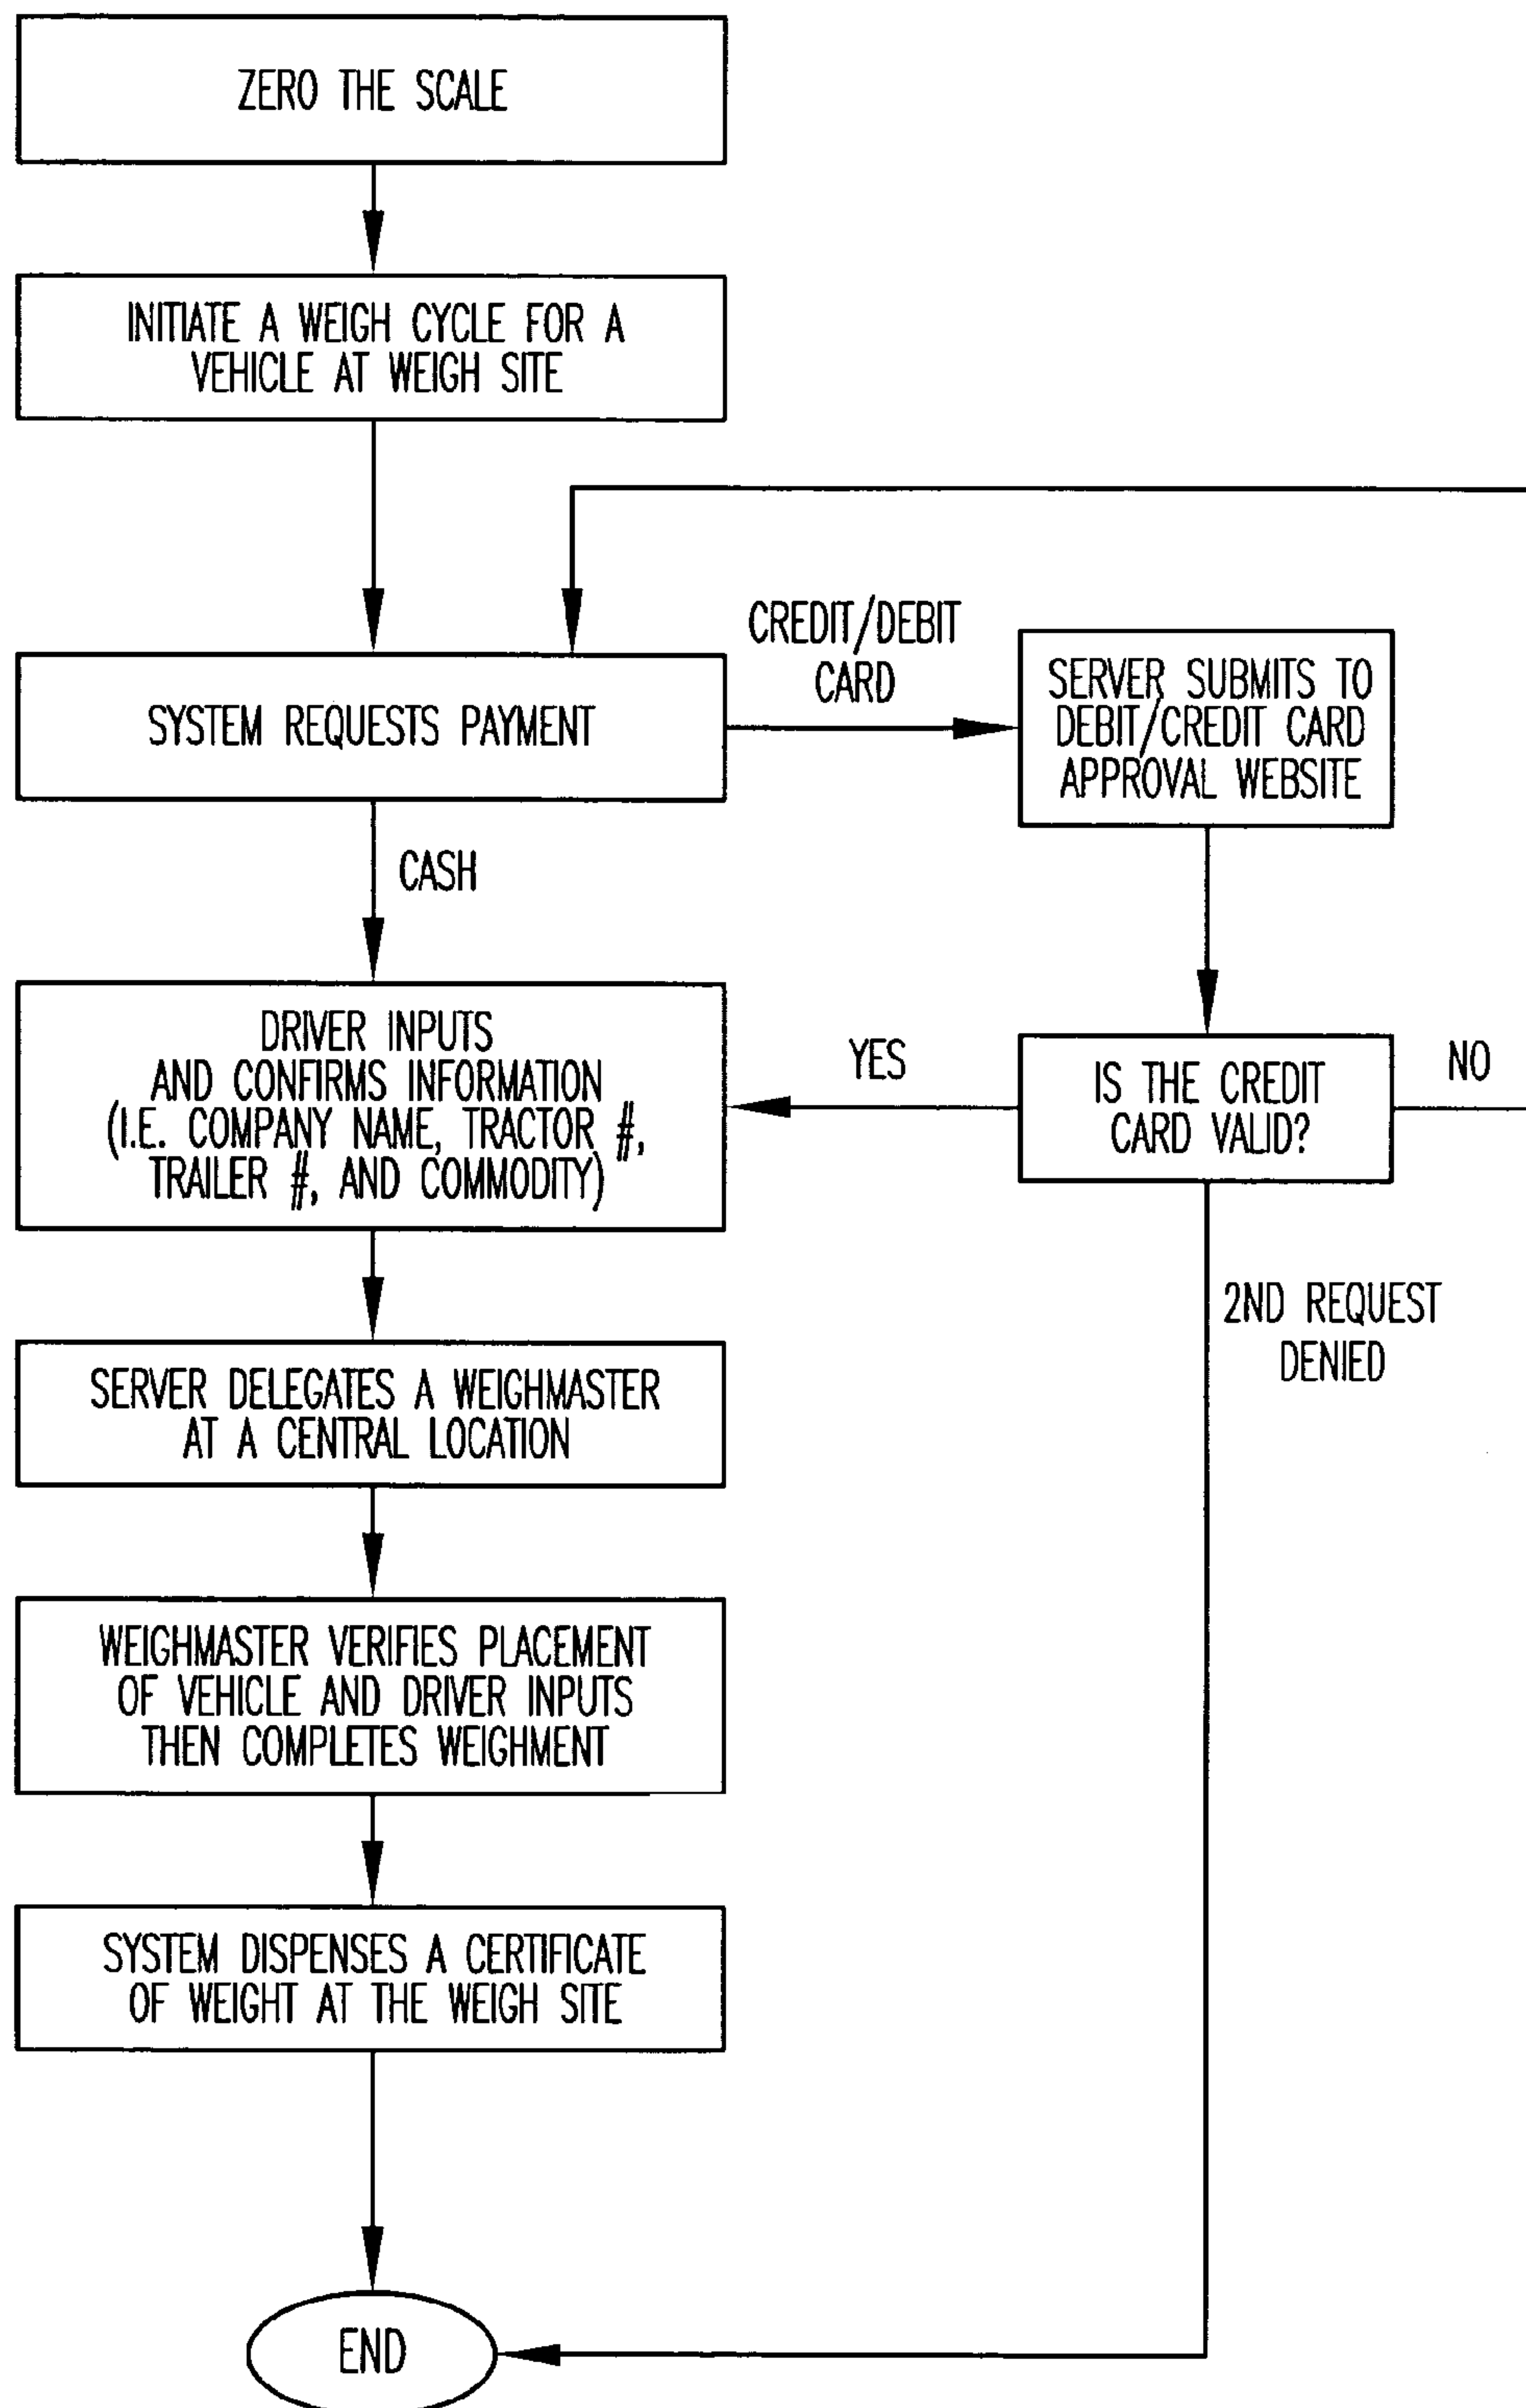 ZERO THE SCALE
INITIATE A WEIGH CYCLE FOR A
VEHICLE AT WEIGH SITE
SYSTEM REQUESTS PAYMENT
CREDIT/DEBIT
CARD
SERVER SUBMITS TO
DEBIT/CREDIT CARD
APPROVAL WEBSITE
CASH
DRIVER INPUTS
AND CONFIRMS INFORMATION
(I.E. COMPANY NAME, TRACTOR #,
TRAILER #, AND COMMODITY)
YES
IS THE CREDIT
CARD VALID?
NO
2ND REQUEST
DENIED
SERVER DELEGATES A WEIGHMASTER
AT A CENTRAL LOCATION
WEIGHMASTER VERIFIES PLACEMENT
OF VEHICLE AND DRIVER INPUTS
THEN COMPLETES WEIGHMENT
SYSTEM DISPENSES A CERTIFICATE
OF WEIGHT AT THE WEIGH SITE
END